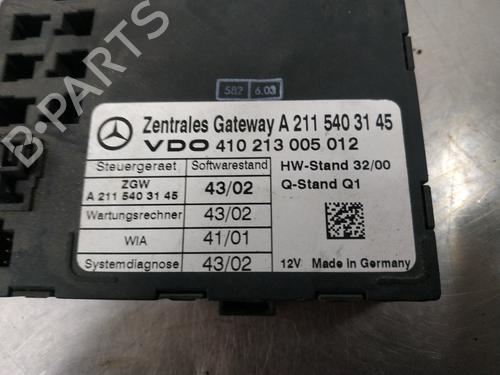 582 6.03
Zentrales Gateway A 211 540 31 45
VDO 410 213 005 012
Steuergeraet Softwarestand HW-Stand 32/00
ZGW
A 211 540 31 45 43/02 Q-Stand Q1
Wartungsrechner 43/02
WIA 41/01
Systemdiagnose 43/02 12V Made in Germany
B-PARTS